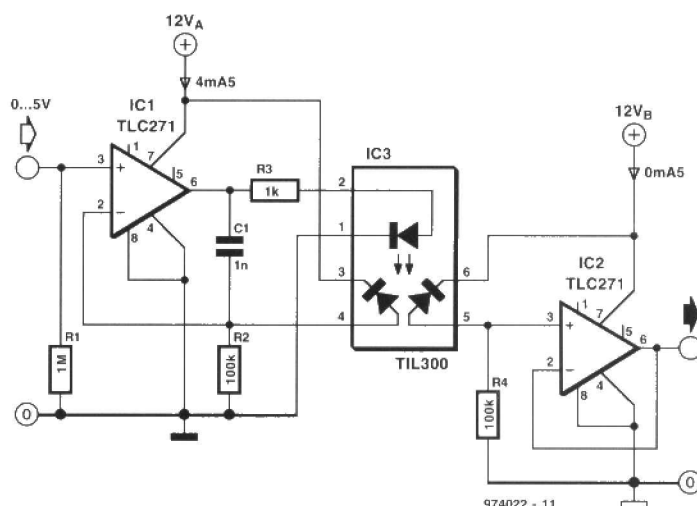 12VA
4mA5
0...5V
IC1
TLC271
1
7
5
3
+
6
2
−
4
8
R3
1k
C1
1n
R1
1M
R2
100k
IC3
2
1
3
6
4
5
TIL300
12VB
0mA5
IC2
TLC271
1
7
5
3
+
6
2
−
4
8
R4
100k
0
0
974022 - 11